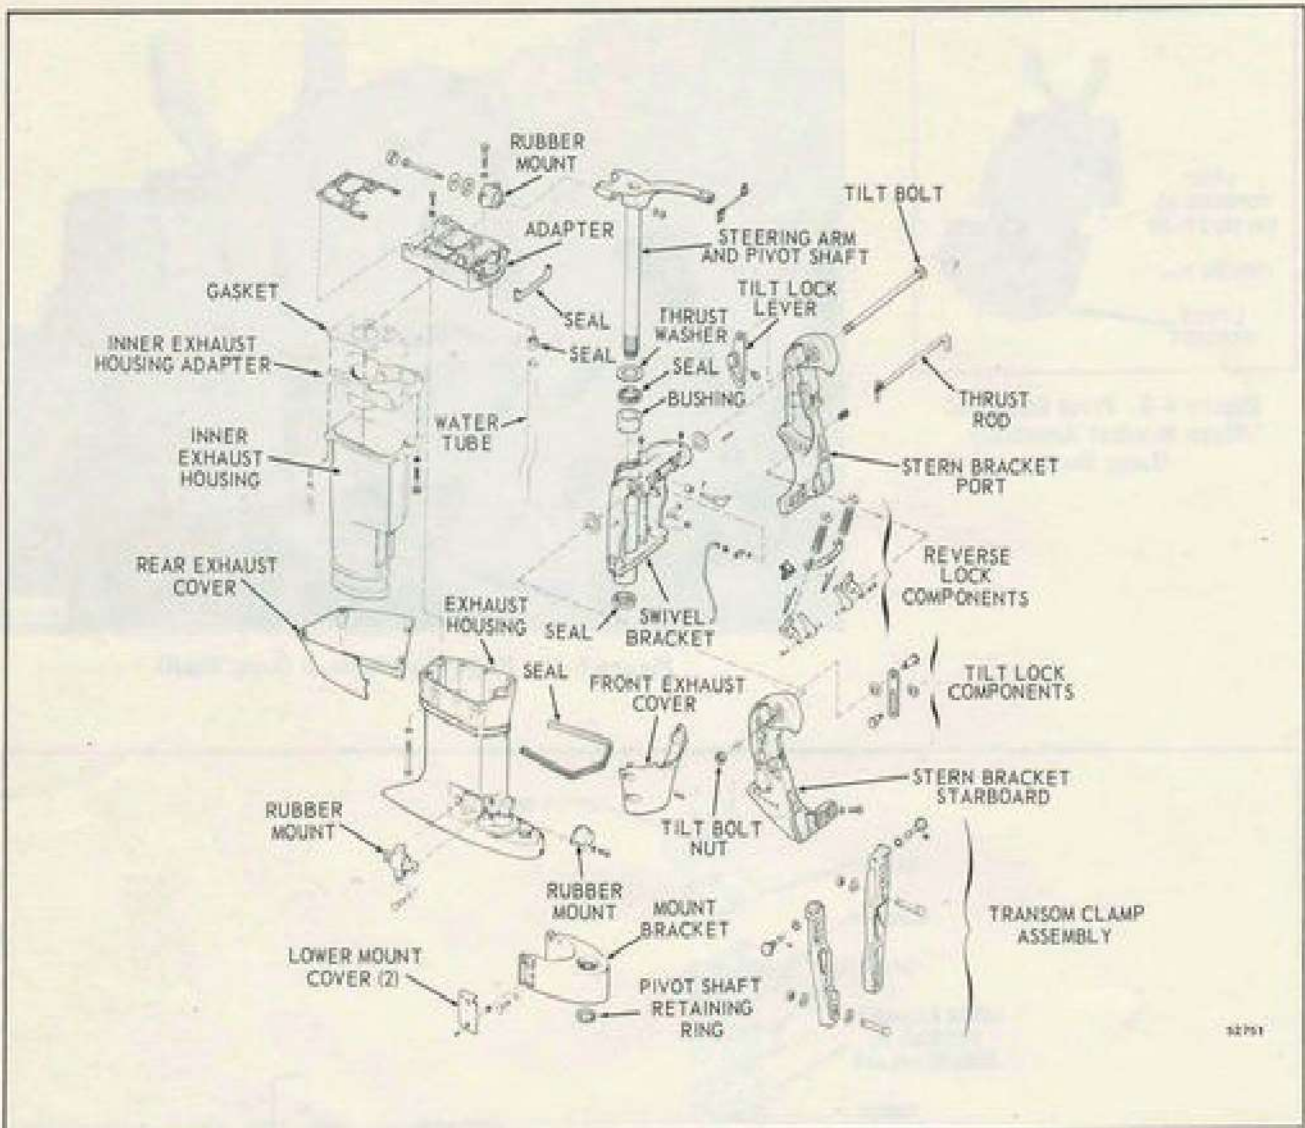 RUBBER
MOUNT
TILT BOLT
ADAPTER
STEERING ARM
AND PIVOT SHAFT
GASKET
TILT LOCK
LEVER
SEAL
THRUST
WASHER
INNER EXHAUST
HOUSING ADAPTER
SEAL
SEAL
BUSHING
THRUST
ROD
WATER
TUBE
INNER
EXHAUST
HOUSING
STERN BRACKET
PORT
REAR EXHAUST
COVER
REVERSE
LOCK
COMPONENTS
EXHAUST
HOUSING
SEAL
SWIVEL
BRACKET
SEAL
FRONT EXHAUST
COVER
TILT LOCK
COMPONENTS
STERN BRACKET
STARBOARD
RUBBER
MOUNT
TILT BOLT
NUT
RUBBER
MOUNT
MOUNT
BRACKET
TRANSOM CLAMP
ASSEMBLY
LOWER MOUNT
COVER (2)
PIVOT SHAFT
RETAINING
RING
52751